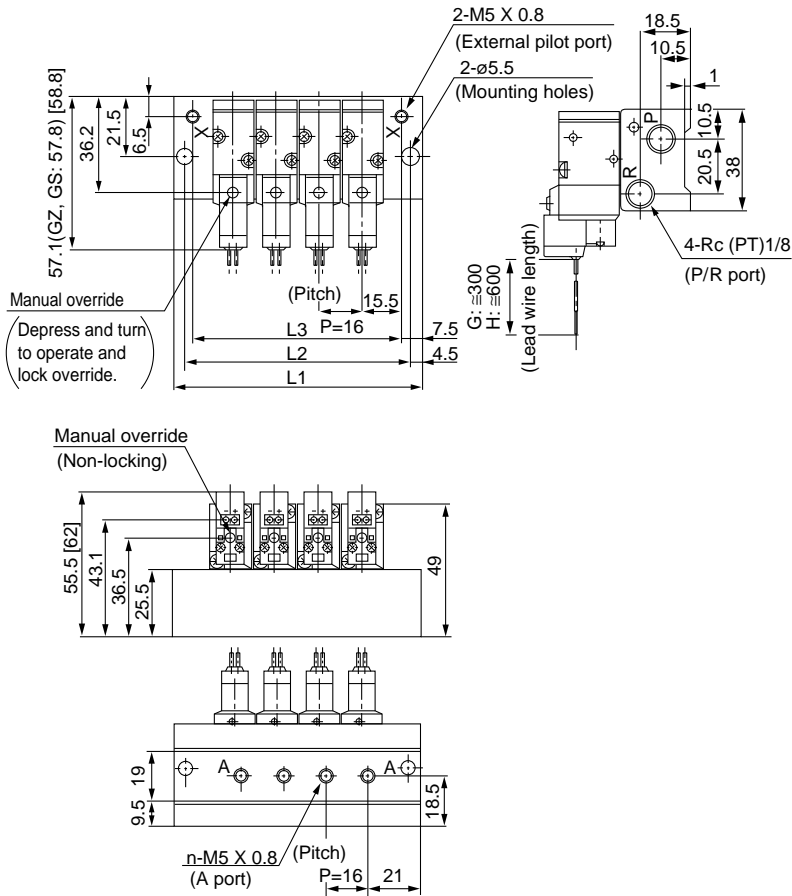 2-M5 X 0.8
(External pilot port)
2-ø5.5
(Mounting holes)
57.1(GZ, GS: 57.8) [58.8]
36.2
21.5
6.5
X
X
Manual override
(Depress and turn
to operate and
lock override.)
(Pitch)
15.5
P=16
7.5
L3
4.5
L2
L1
18.5
10.5
1
P
R
10.5
20.5
38
4-Rc (PT)1/8
(P/R port)
G: ≅300
H: ≅600
(Lead wire length)
Manual override
(Non-locking)
- +
- +
- +
- +
55.5 [62]
43.1
36.5
25.5
49
A
A
19
9.5
18.5
n-M5 X 0.8
(A port)
(Pitch)
P=16
21